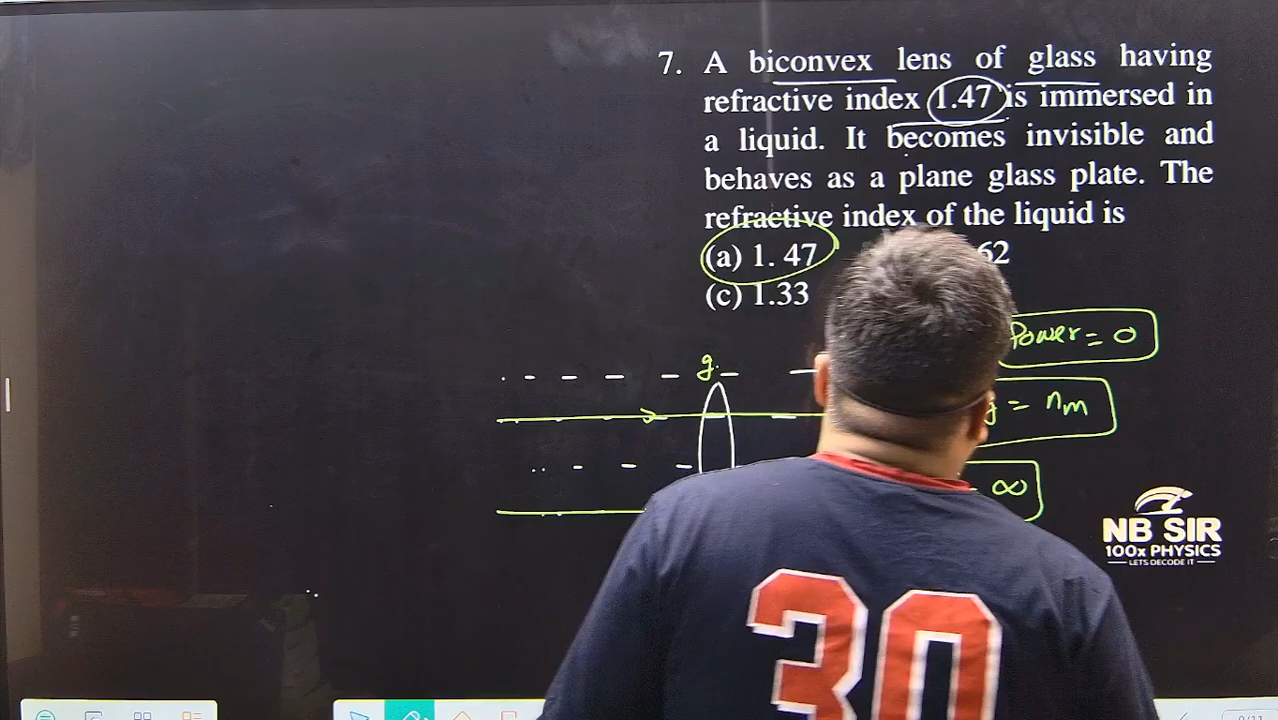 7. A biconvex lens of glass having
refractive index 1.47 is immersed in
a liquid. It becomes invisible and
behaves as a plane glass plate. The
refractive index of the liquid is
(a) 1. 47
62
(c) 1.33
Power = 0
g
g = nm
∞
NB SIR
100x PHYSICS
LETS DECODE IT
30